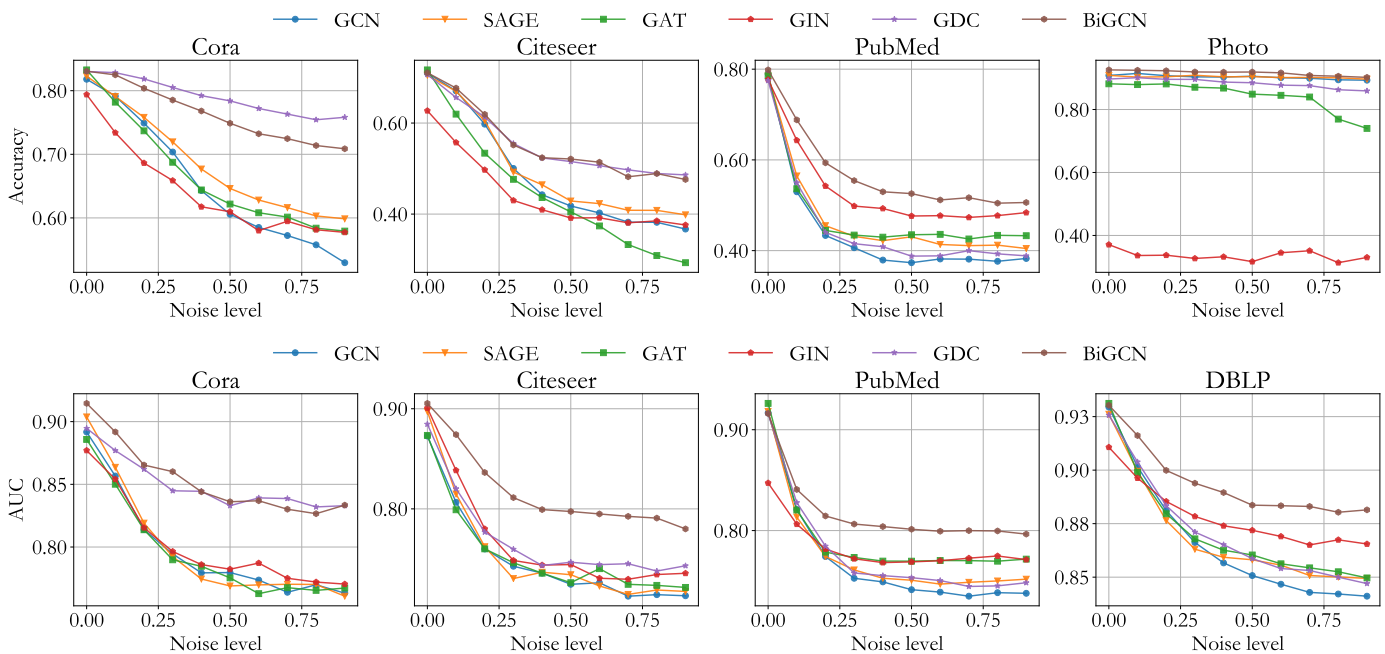 GCN SAGE GAT GIN GDC BiGCN
Cora Citeseer PubMed Photo
Accuracy
0.80 0.70 0.60
0.60 0.40
0.80 0.60 0.40
0.80 0.60 0.40
0.00 0.25 0.50 0.75 0.00 0.25 0.50 0.75 0.00 0.25 0.50 0.75 0.00 0.25 0.50 0.75
Noise level Noise level Noise level Noise level
GCN SAGE GAT GIN GDC BiGCN
Cora Citeseer PubMed DBLP
AUC
0.90 0.85 0.80
0.90 0.80
0.90 0.80
0.93 0.90 0.88 0.85
0.00 0.25 0.50 0.75 0.00 0.25 0.50 0.75 0.00 0.25 0.50 0.75 0.00 0.25 0.50 0.75
Noise level Noise level Noise level Noise level